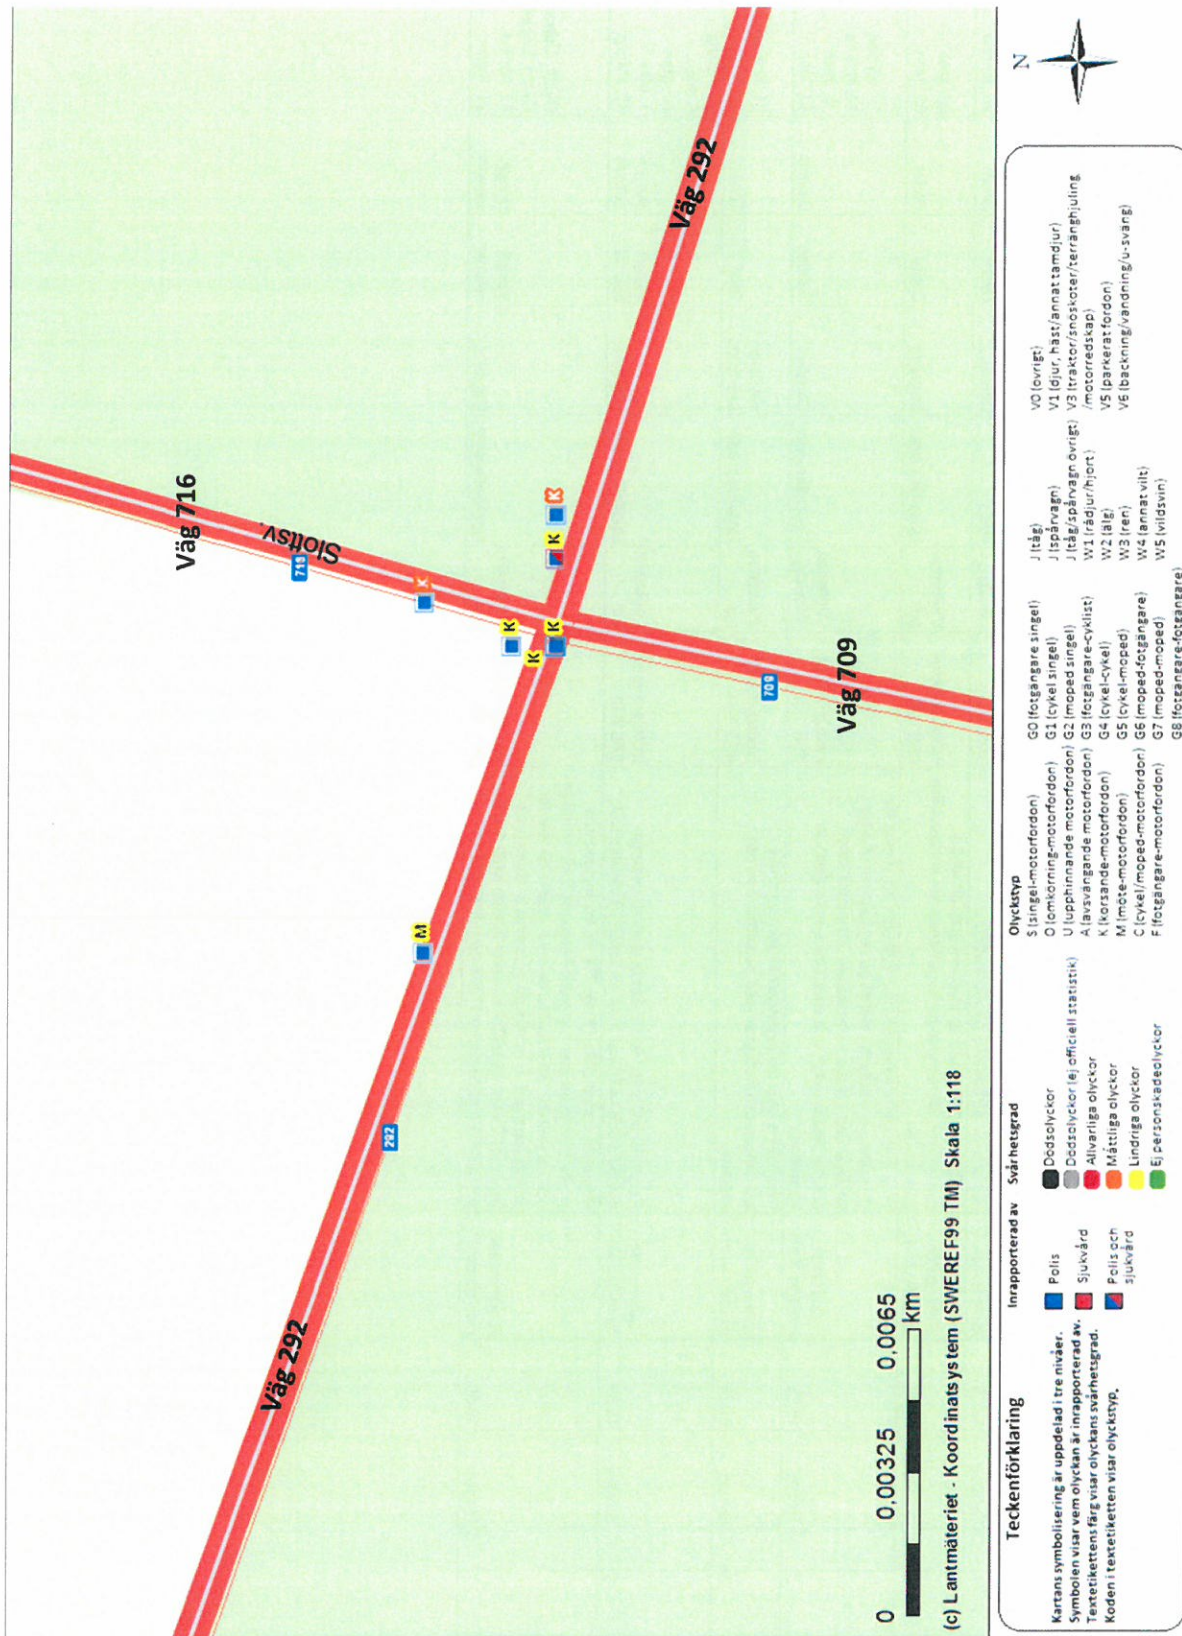 Väg 716
Slottsv.
716
K
K
K
K
K
K
M
Väg 292
Väg 709
709
292
Väg 292
0 0,00325 0,0065
km
(c) Lantmäteriet - Koordinatsystem (SWEREF99 TM) Skala 1:118
N
Teckenförklaring
Kartans symbolisering är uppdelad i tre nivåer.
Symbolen visar vem olyckan är inrapporterad av.
Textetikettens färg visar olyckans svårhetsgrad.
Koden i textetiketten visar olyckstyp.
Inrapporterad av
Polis
Sjukvård
Polis och
sjukvård
Svårhetsgrad
Dödsolyckor
Dödsolyckor (ej officiell statistik)
Allvarliga olyckor
Måttliga olyckor
Lindriga olyckor
Ej personskadeolyckor
Olyckstyp
S (singel-motorfordon)
O (omkörning-motorfordon)
U (upphinnande motorfordon)
A (avsvängande motorfordon)
K (korsande-motorfordon)
M (möte-motorfordon)
C (cykel/moped-motorfordon)
F (fotgängare-motorfordon)
G0 (fotgängare singel)
G1 (cykel singel)
G2 (moped singel)
G3 (fotgängare-cyklist)
G4 (cykel-cykel)
G5 (cykel-moped)
G6 (moped-fotgängare)
G7 (moped-moped)
G8 (fotgängare-fotgängare)
J (tåg)
J (spårvagn)
J (tåg/spårvagn övrigt)
W1 (rådjur/hjort)
W2 (älg)
W3 (ren)
W4 (annat vilt)
W5 (vildsvin)
V0 (övrigt)
V1 (djur, häst/annat tamdjur)
V3 (traktor/snöskoter/terränghjuling
/motorredskap)
V5 (parkerat fordon)
V6 (backning/vändning/u-sväng)